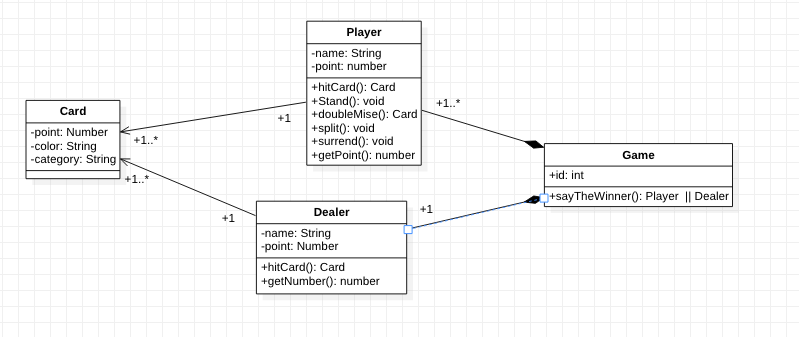 Player
-name: String
-point: number
+hitCard(): Card
+Stand(): void
+doubleMise(): Card
+split(): void
+surrend(): void
+getPoint(): number
Card
-point: Number
-color: String
-category: String
+1..*
+1
+1..*
+1..*
+1
Dealer
-name: String
-point: Number
+hitCard(): Card
+getNumber(): number
+1
Game
+id: int
+sayTheWinner(): Player || Dealer